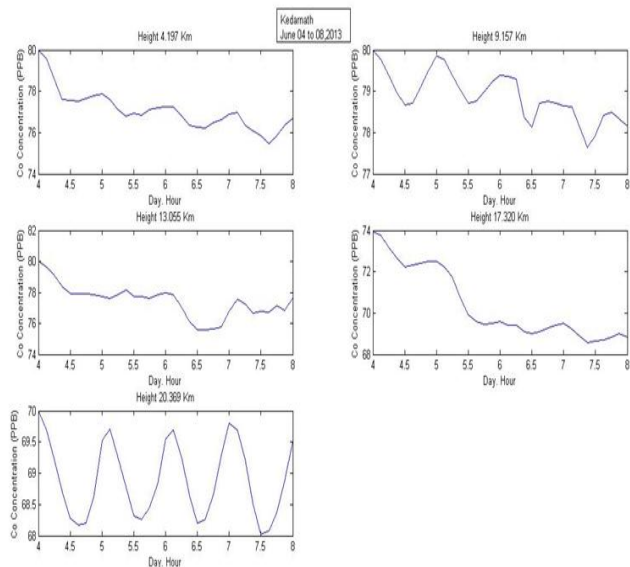 Kedarnath
June 04 to 08,2013
Height 4.197 Km
Co Concentration (PPB)
80
78
76
74
4 4.5 5 5.5 6 6.5 7 7.5 8
Day. Hour
Height 9.157 Km
Co Concentration (PPB)
80
79
78
77
4 4.5 5 5.5 6 6.5 7 7.5 8
Day. Hour
Height 13.055 Km
Co Concentration (PPB)
82
80
78
76
74
4 4.5 5 5.5 6 6.5 7 7.5 8
Day. Hour
Height 17.320 Km
Co Concentration (PPB)
74
72
70
68
4 4.5 5 5.5 6 6.5 7 7.5 8
Day. Hour
Height 20.369 Km
Co Concentration (PPB)
70
69.5
69
68.5
68
4 4.5 5 5.5 6 6.5 7 7.5 8
Day. Hour